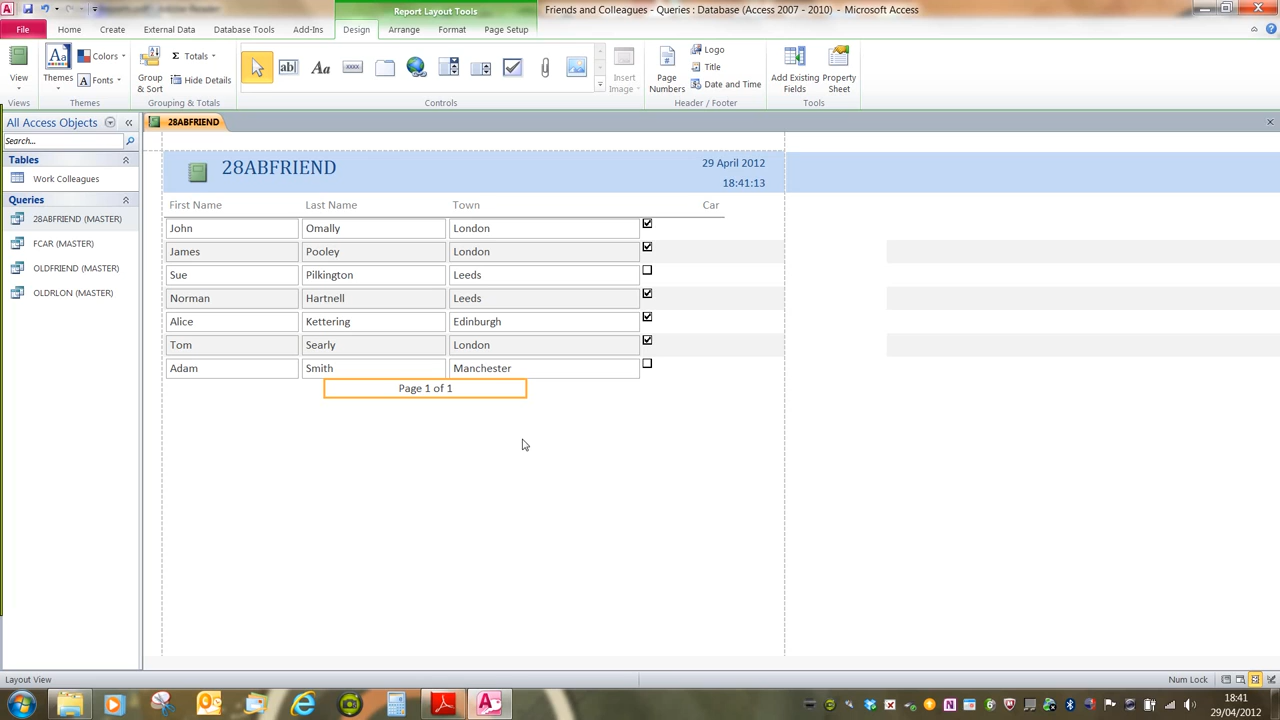 Report Layout Tools
Friends and Colleagues - Queries : Database (Access 2007 - 2010) - Microsoft Access
File Home Create External Data Database Tools Add-Ins Design Arrange Format Page Setup
View
Themes
Colors
Fonts
Group
& Sort
Σ Totals
Hide Details
ab|
Aa
xxxx
Insert
Image
Page
Numbers
Logo
Title
Date and Time
Add Existing
Fields
Property
Sheet
Views Themes Grouping & Totals Controls Header / Footer Tools
All Access Objects
Search...
Tables
Work Colleagues
Queries
28ABFRIEND (MASTER)
FCAR (MASTER)
OLDFRIEND (MASTER)
OLDRLON (MASTER)
28ABFRIEND
28ABFRIEND
29 April 2012
18:41:13
First Name Last Name Town Car
John Omally London
James Pooley London
Sue Pilkington Leeds
Norman Hartnell Leeds
Alice Kettering Edinburgh
Tom Searly London
Adam Smith Manchester
Page 1 of 1
Layout View
Num Lock
18:41
29/04/2012